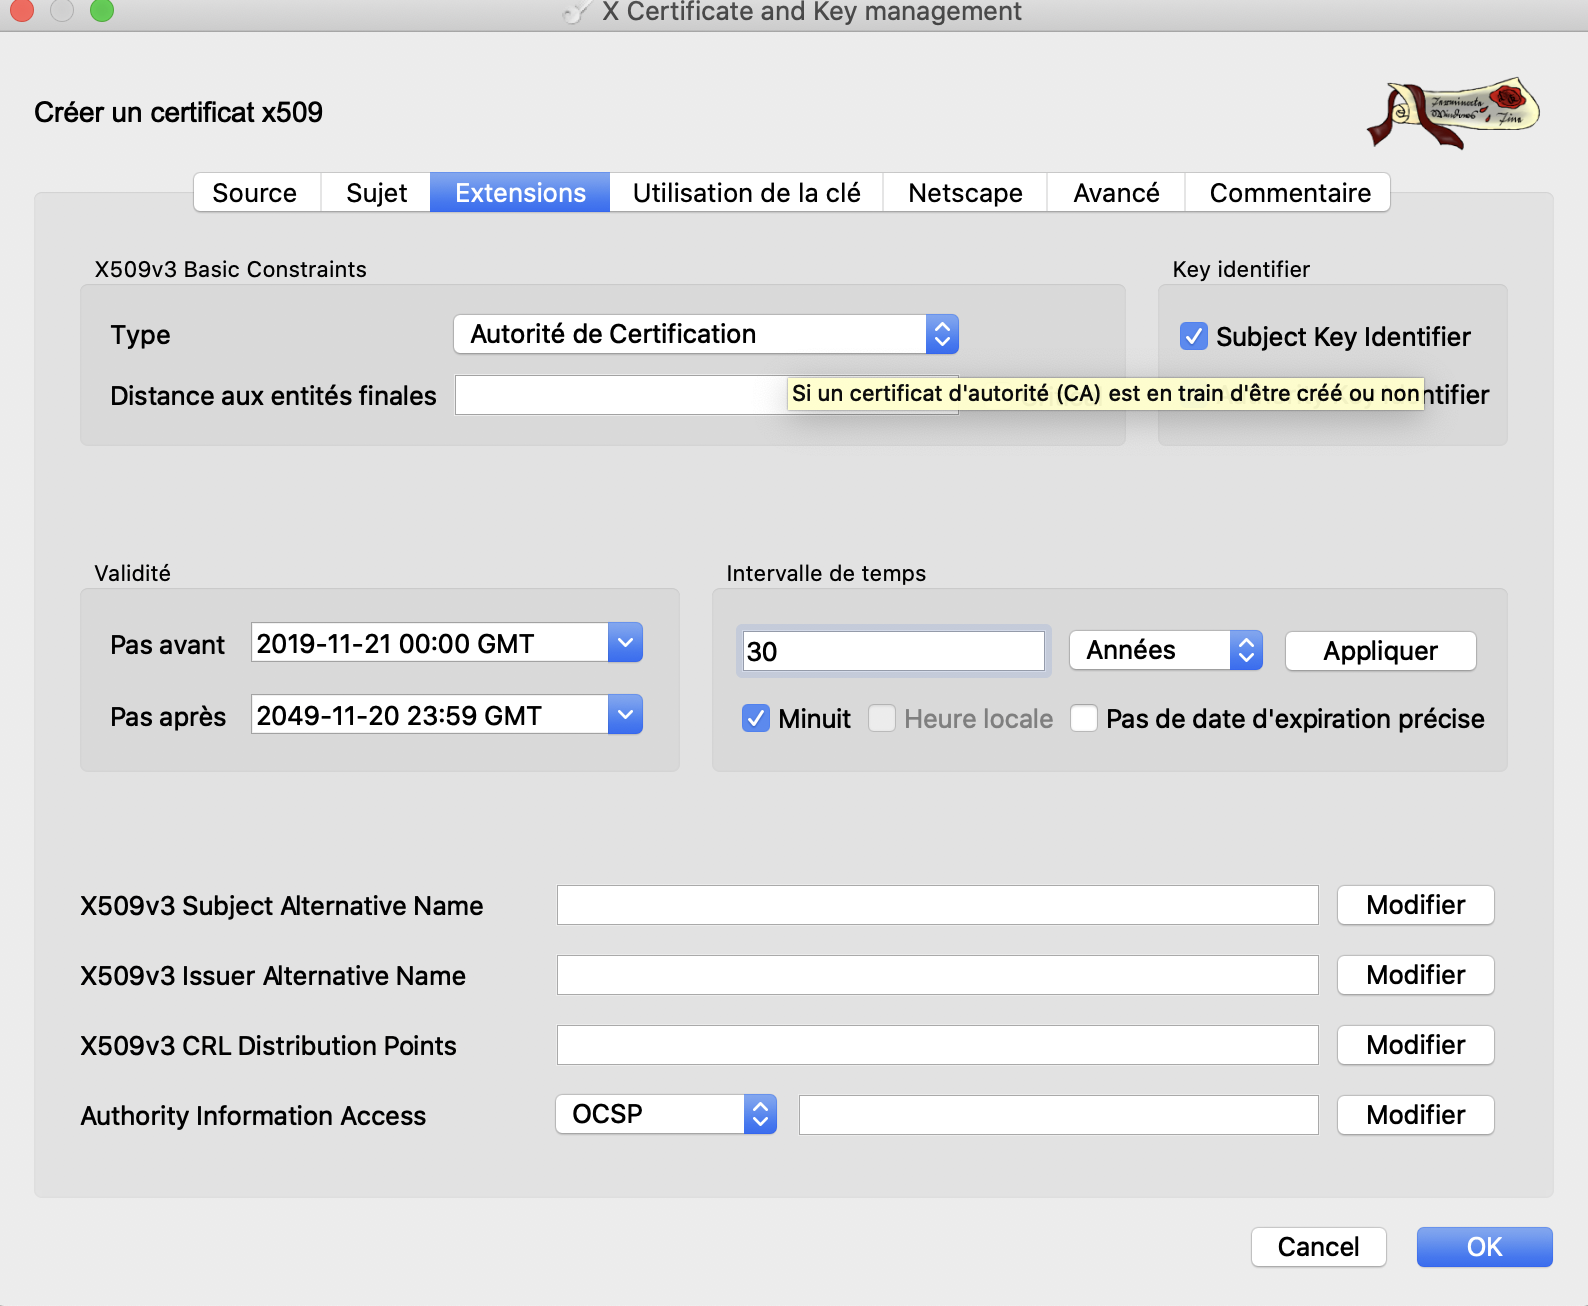 X Certificate and Key management
Créer un certificat x509
Source Sujet Extensions Utilisation de la clé Netscape Avancé Commentaire
X509v3 Basic Constraints
Key identifier
Type Autorité de Certification
Subject Key Identifier
Distance aux entités finales
Si un certificat d'autorité (CA) est en train d'être créé ou non
Validité
Intervalle de temps
Pas avant 2019-11-21 00:00 GMT
30 Années Appliquer
Pas après 2049-11-20 23:59 GMT
Minuit Heure locale Pas de date d'expiration précise
X509v3 Subject Alternative Name Modifier
X509v3 Issuer Alternative Name Modifier
X509v3 CRL Distribution Points Modifier
Authority Information Access OCSP Modifier
Cancel OK